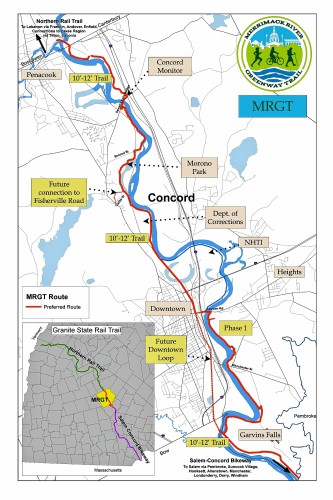 Northern Rail Trail
To Lebanon via Franklin, Andover, Enfield,
Connections to Lakes Region
via Tilton, Laconia
Canterbury
MERRIMACK RIVER
GREENWAY TRAIL
MRGT
Boscawen
Penacook
10'-12' Trail
Concord
Monitor
Morono
Park
Future
connection to
Fisherville Road
Concord
Dept. of
Corrections
10'-12' Trail
NHTI
Heights
MRGT Route
Preferred Route
Downtown
Phase 1
Granite State Rail Trail
Northern Rail Trail
MRGT
Salem-Concord Bikeway
Massachusetts
Future
Downtown
Loop
Pembroke
Garvins Falls
10'-12' Trail
Bow
Salem-Concord Bikeway
To Salem via Pembroke, Suncook Village,
Hooksett, Allenstown, Manchester,
Londonderry, Derry, Windham